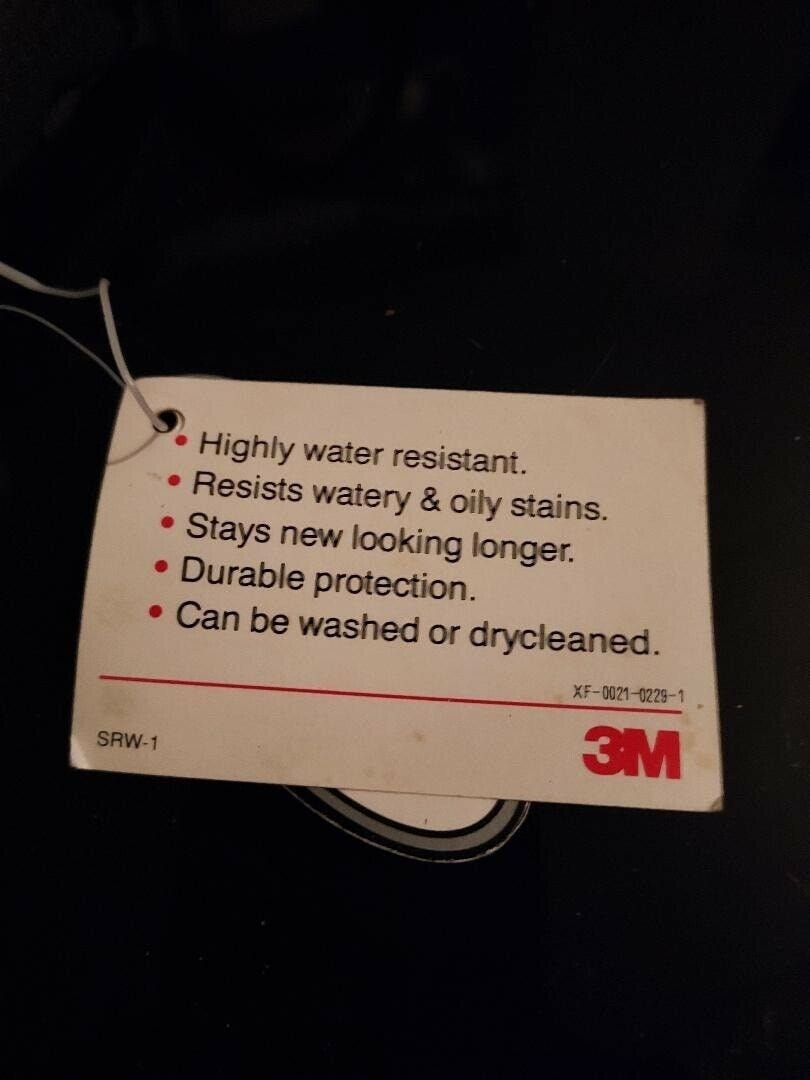 • Highly water resistant.
• Resists watery & oily stains.
• Stays new looking longer.
• Durable protection.
• Can be washed or drycleaned.
XF-0021-0229-1
SRW-1
3M